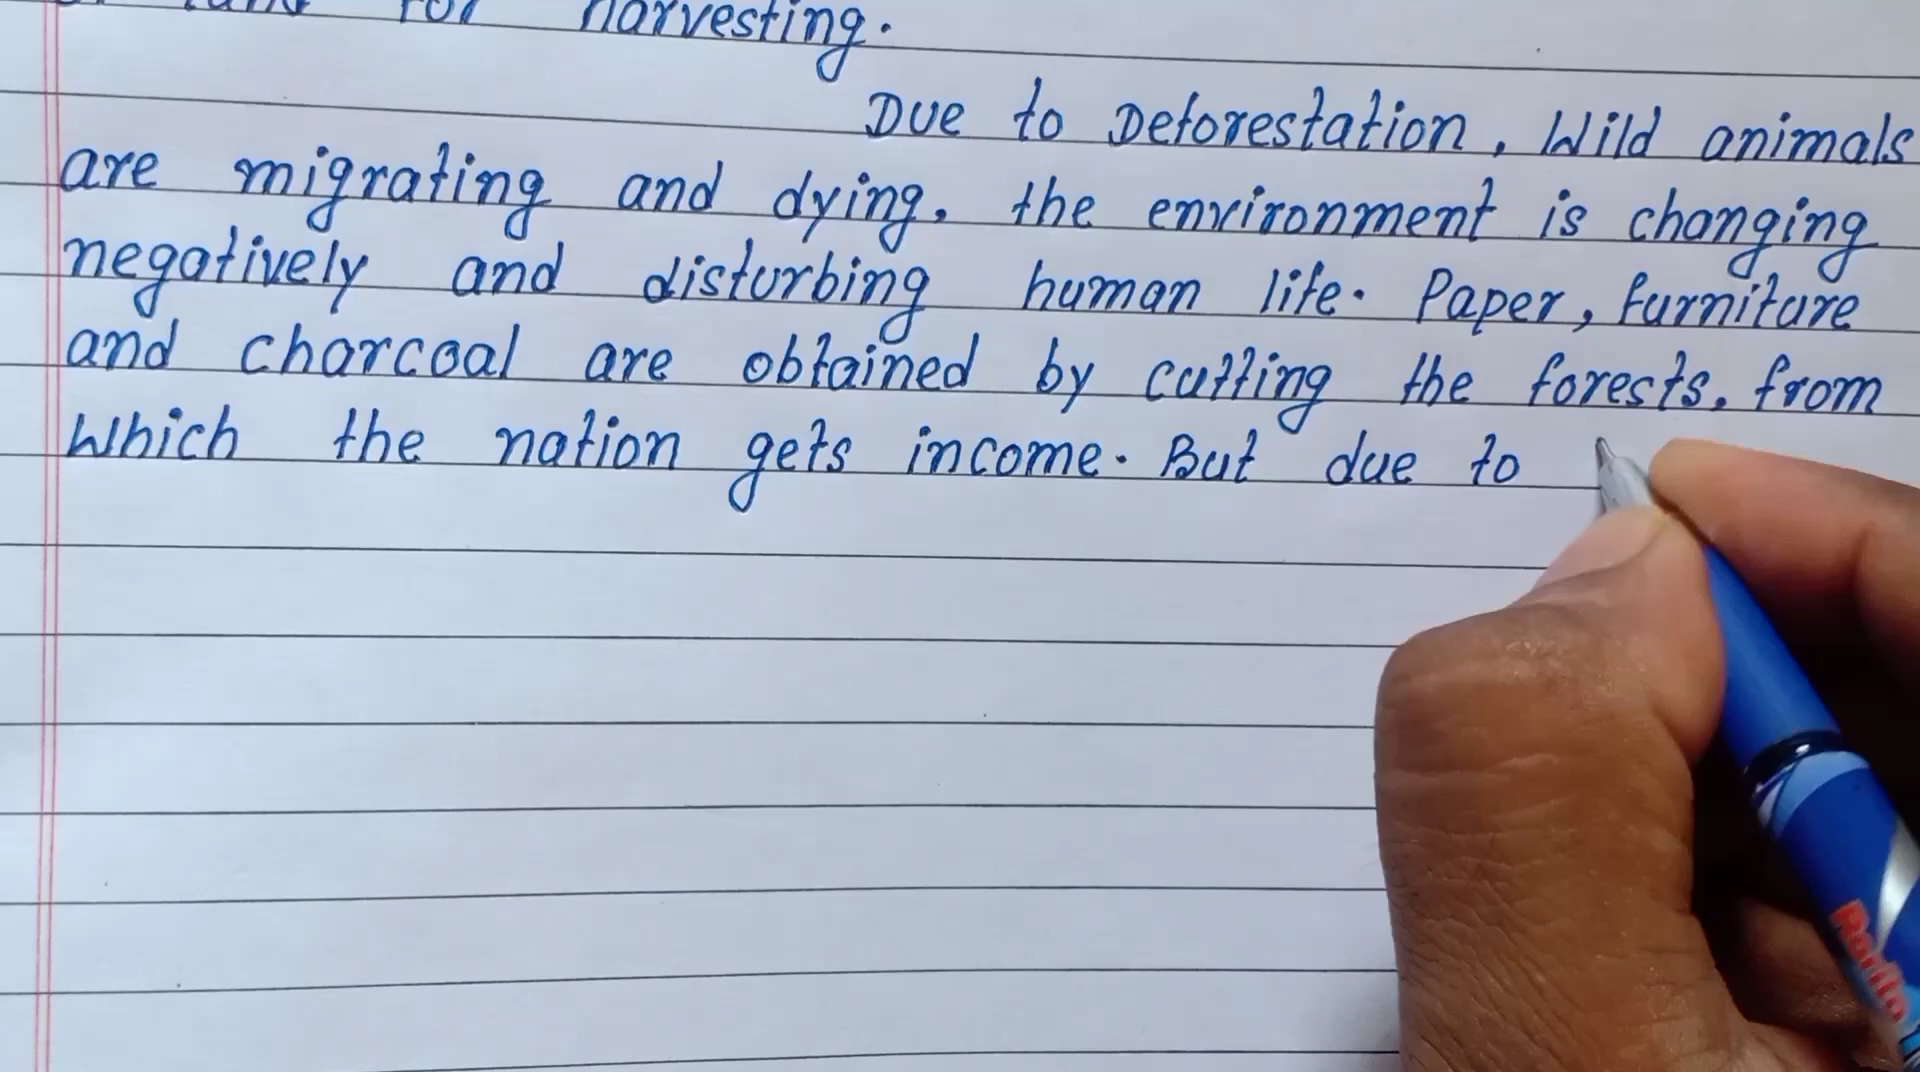 land for harvesting.
Due to Deforestation, Wild animals
are migrating and dying, the environment is changing
negatively and disturbing human life. Paper, furniture
and charcoal are obtained by cutting the forests, from
which the nation gets income. But due to